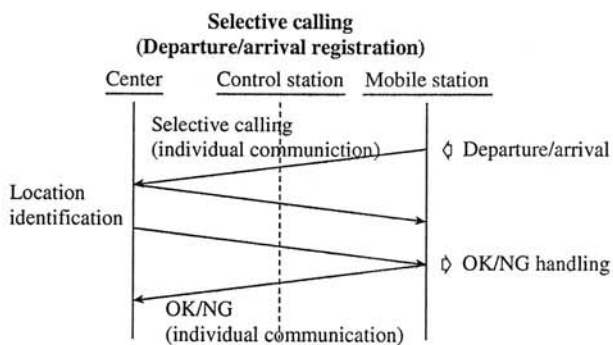 Selective calling
(Departure/arrival registration)
Center Control station Mobile station
Selective calling
(individual communiction)
Departure/arrival
Location
identification
OK/NG handling
OK/NG
(individual communication)